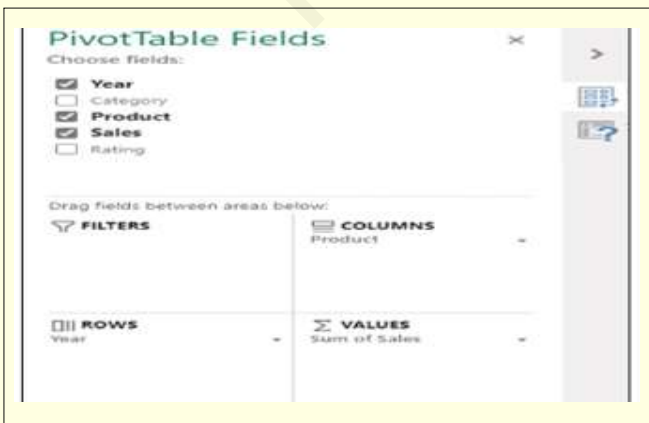 PivotTable Fields
Choose fields:
Year
Category
Product
Sales
Rating
Drag fields between areas below:
FILTERS
COLUMNS
Product
ROWS
Year
Σ VALUES
Sum of Sales